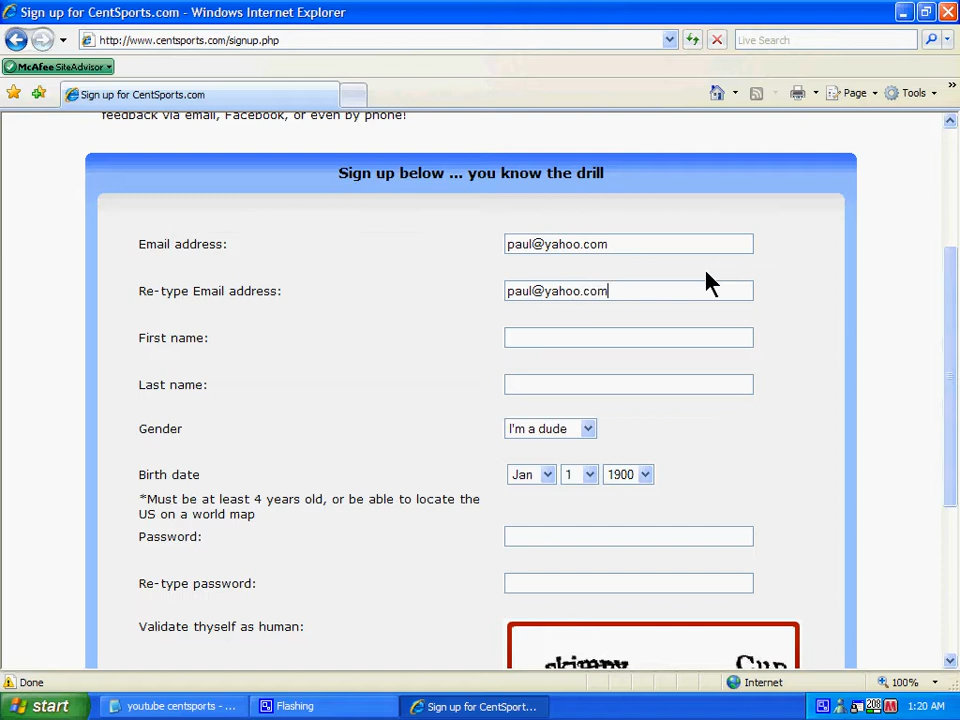 Sign up for CentSports.com - Windows Internet Explorer
http://www.centsports.com/signup.php
Live Search
McAfee SiteAdvisor
Sign up for CentSports.com
Page
Tools
feedback via email, Facebook, or even by phone!
Sign up below ... you know the drill
Email address:
paul@yahoo.com
Re-type Email address:
paul@yahoo.com
First name:
Last name:
Gender
I'm a dude
Birth date
Jan 1 1900
*Must be at least 4 years old, or be able to locate the
US on a world map
Password:
Re-type password:
Validate thyself as human:
skimpy Cup
Done
Internet
100%
start
youtube centsports - ...
Flashing
Sign up for CentSport...
208
1:20 AM